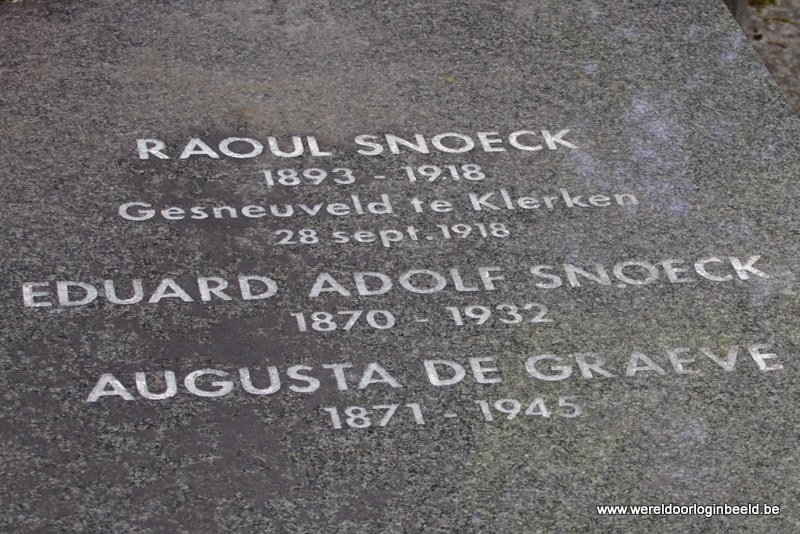 RAOUL SNOECK
1893 - 1918
Gesneuveld te Klerken
28 sept. 1918
EDUARD ADOLF SNOECK
1870 - 1932
AUGUSTA DE GRAEVE
1871 - 1945
www.wereldoorloginbeeld.be